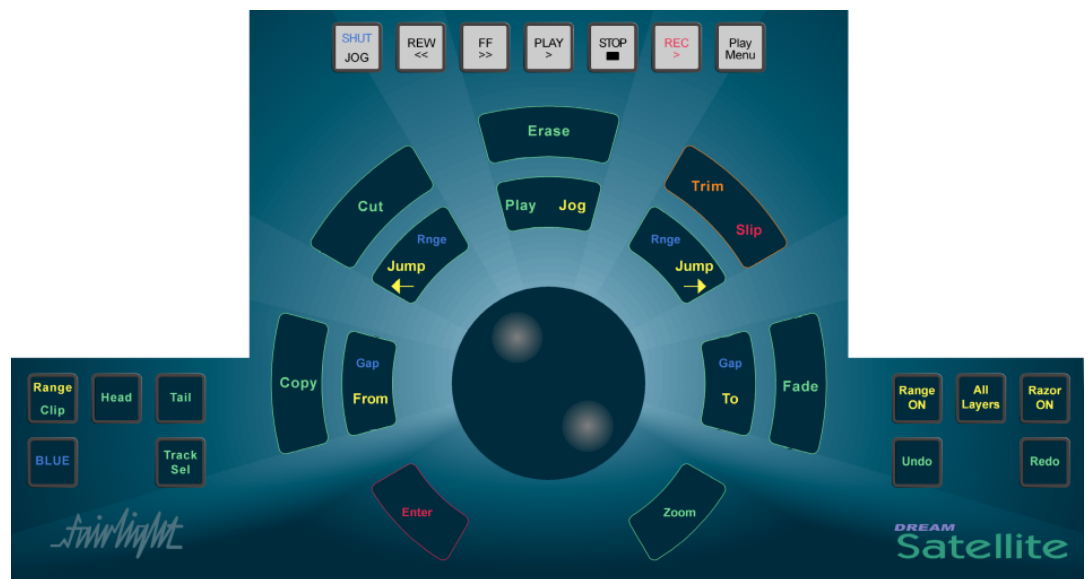 SHUT
JOG
REW
<<
FF
>>
PLAY
>
STOP
REC
>
Play
Menu
Erase
Play Jog
Cut
Rnge
Jump
Trim
Slip
Rnge
Jump
Copy
Gap
From
Gap
To
Fade
Range
Clip
Head
Tail
BLUE
Track
Sel
Range
ON
All
Layers
Razor
ON
Undo
Redo
Enter
Zoom
fairlight
DREAM
Satellite